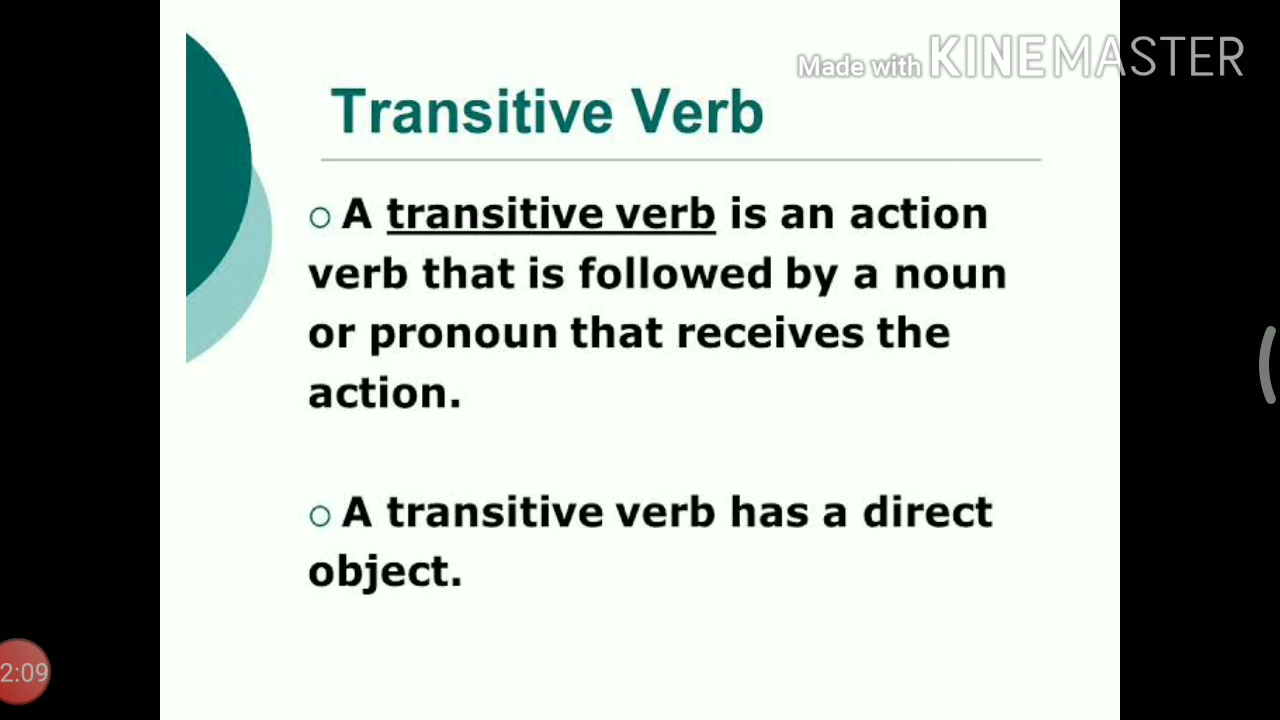 Made with KINEMASTER
Transitive Verb
A transitive verb is an action
verb that is followed by a noun
or pronoun that receives the
action.
A transitive verb has a direct
object.
2:09